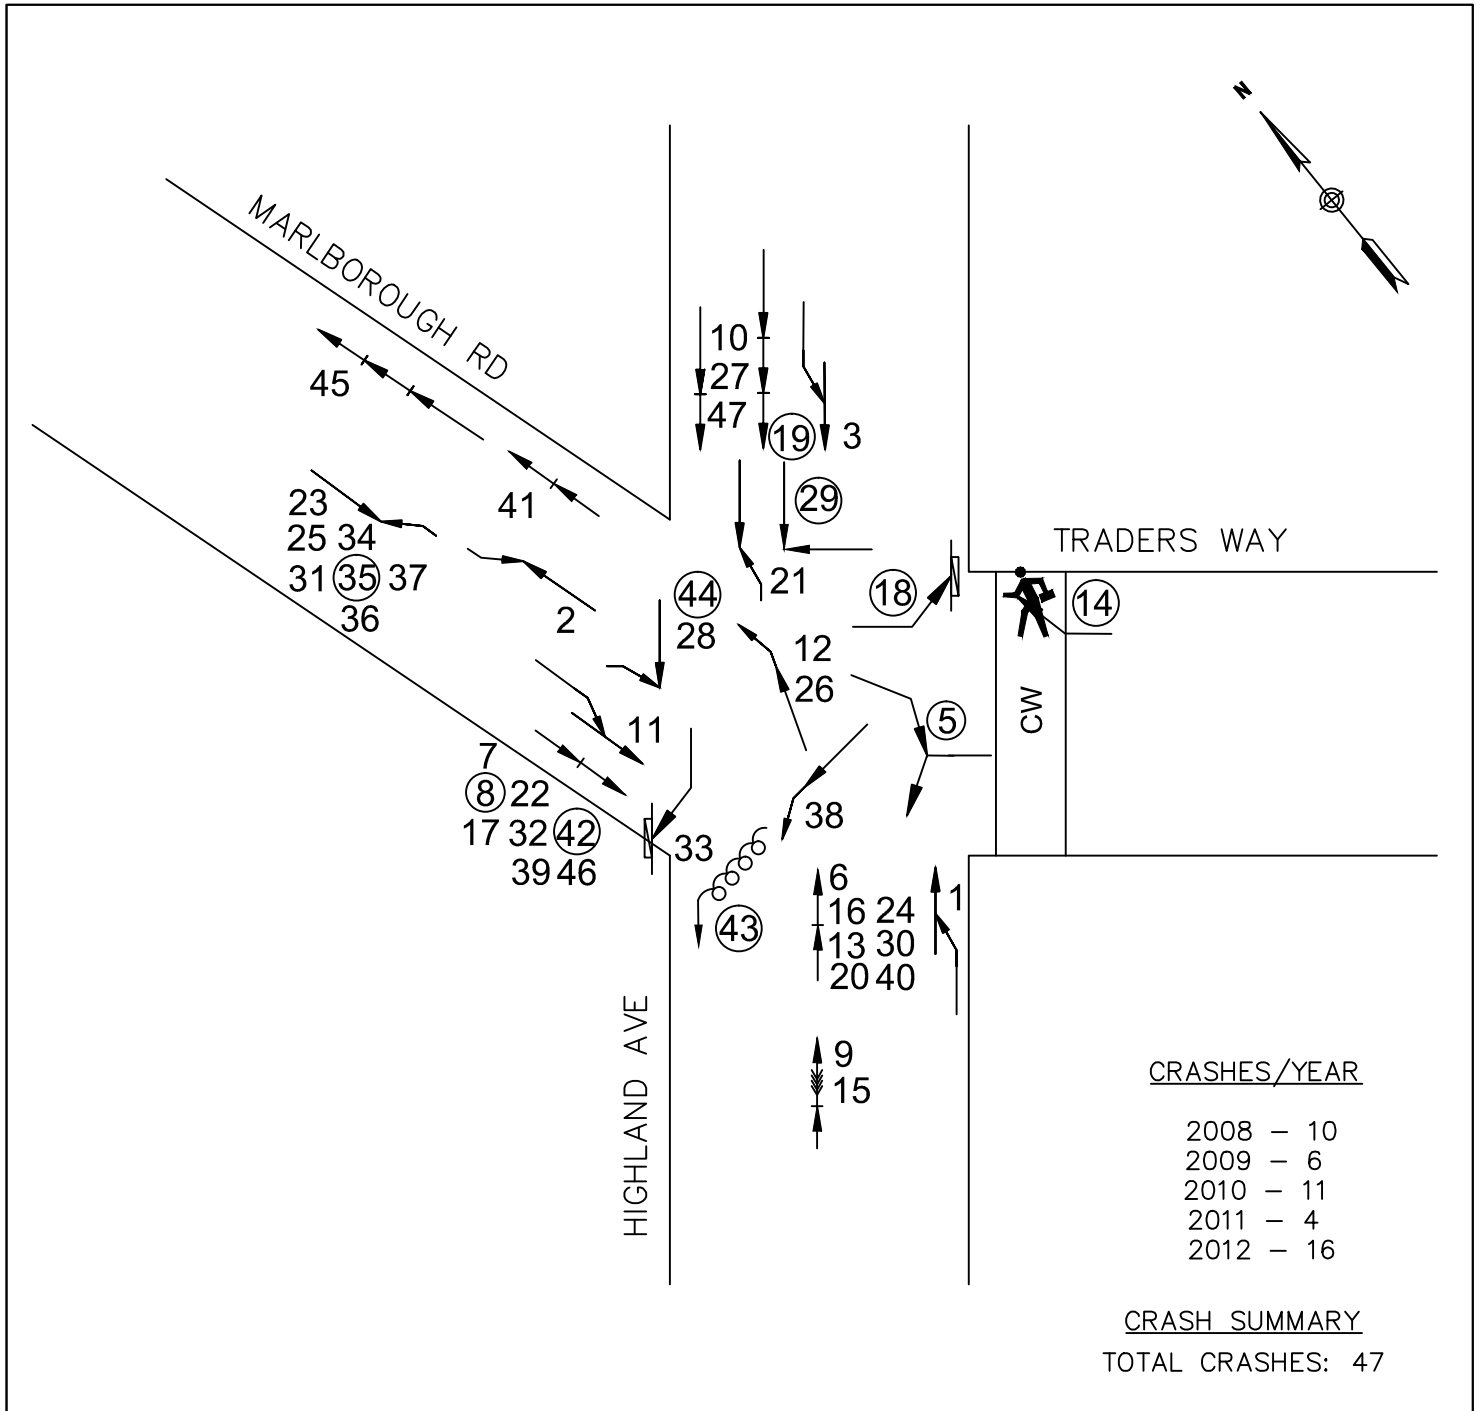 N
MARLBOROUGH RD
10
45
27
47
19
3
23
41
29
25 34
TRADERS WAY
31 35 37
21
18
14
36
2
44
28
12
26
CW
11
5
7
8 22
38
17 32 42
33
39 46
6
1
16 24
43
13 30
20 40
HIGHLAND AVE
9
15
CRASHES/YEAR
2008 – 10
2009 – 6
2010 – 11
2011 – 4
2012 – 16
CRASH SUMMARY
TOTAL CRASHES: 47